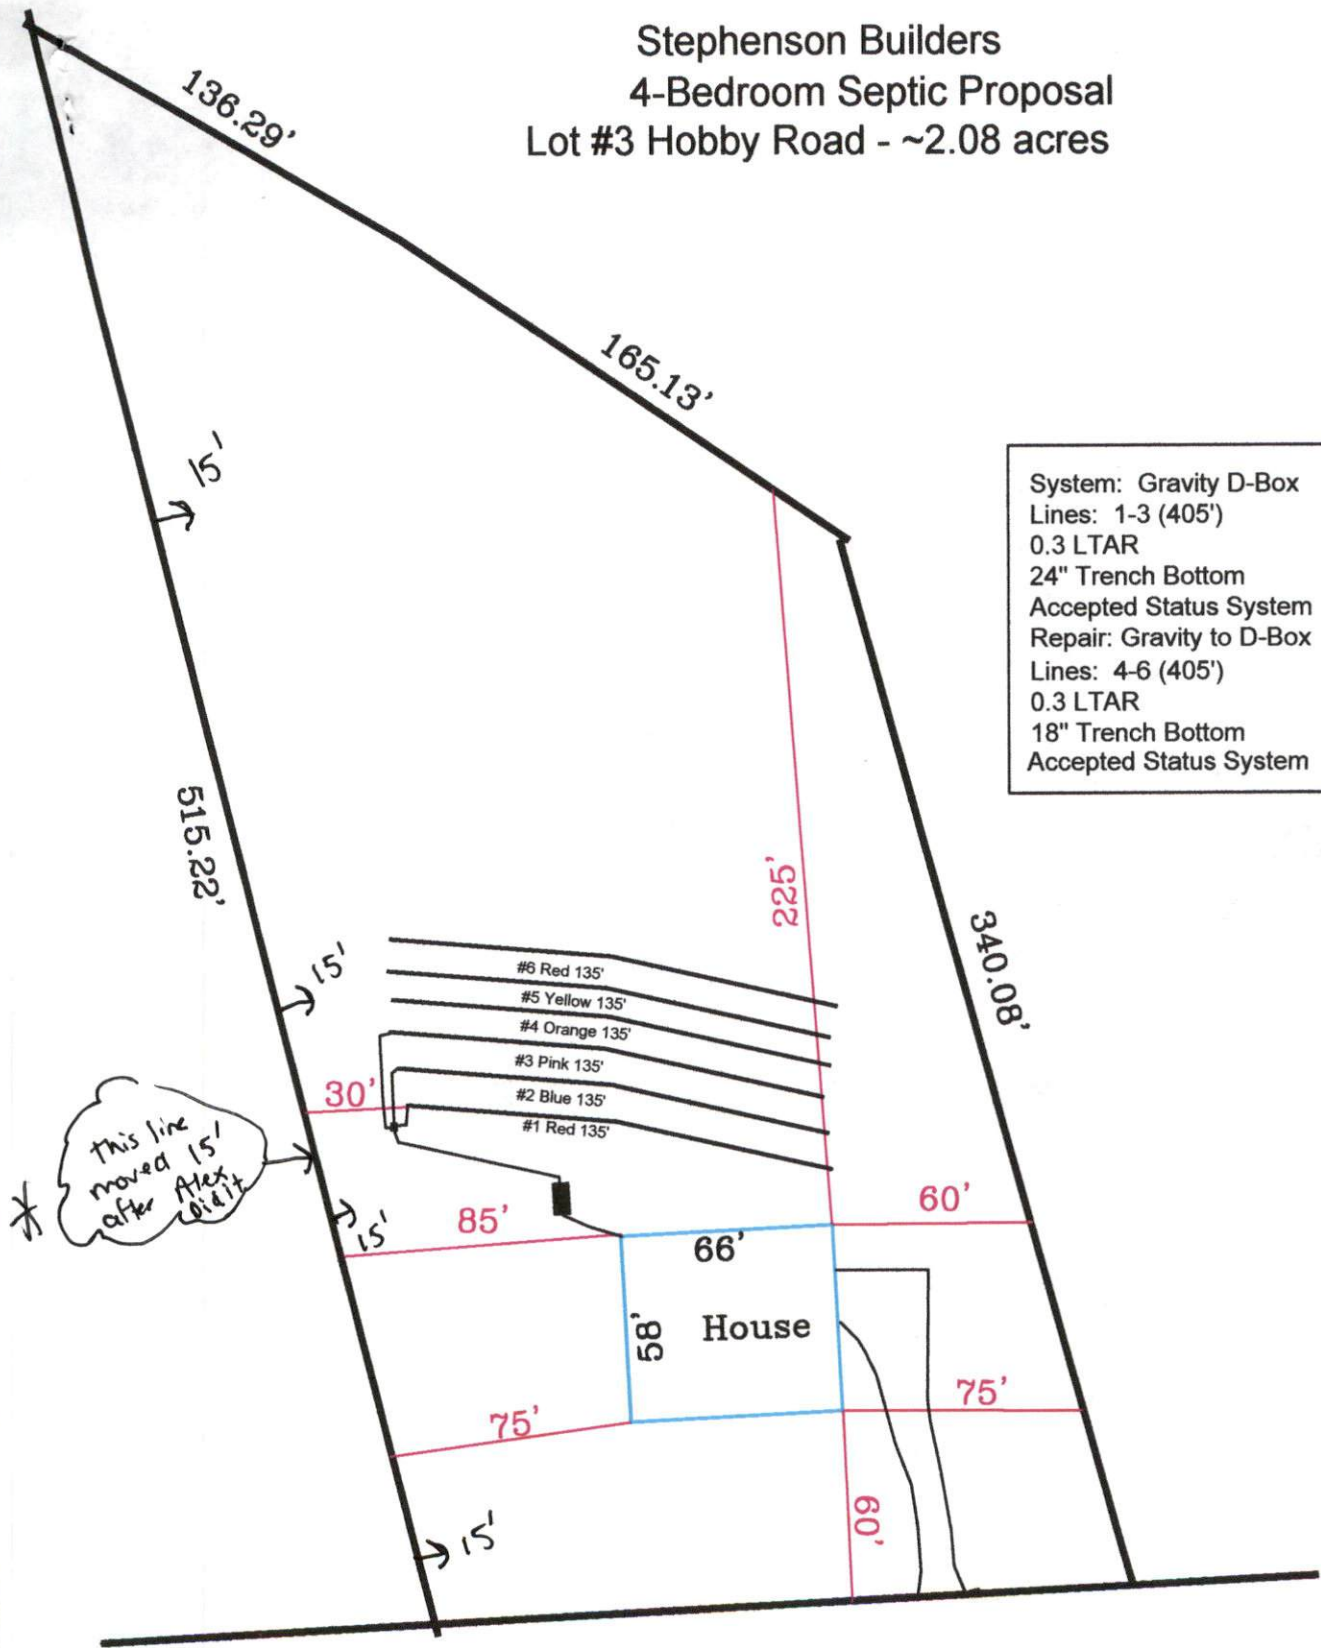 Stephenson Builders
4-Bedroom Septic Proposal
Lot #3 Hobby Road - ~2.08 acres
136.29'
165.13'
15'
System: Gravity D-Box
Lines: 1-3 (405')
0.3 LTAR
24" Trench Bottom
Accepted Status System
Repair: Gravity to D-Box
Lines: 4-6 (405')
0.3 LTAR
18" Trench Bottom
Accepted Status System
515.22'
225'
340.08'
15'
#6 Red 135'
#5 Yellow 135'
#4 Orange 135'
#3 Pink 135'
#2 Blue 135'
#1 Red 135'
30'
this line
moved 15'
after Alex
Did it
*
15'
85'
66'
60'
58'
House
75'
75'
60'
15'